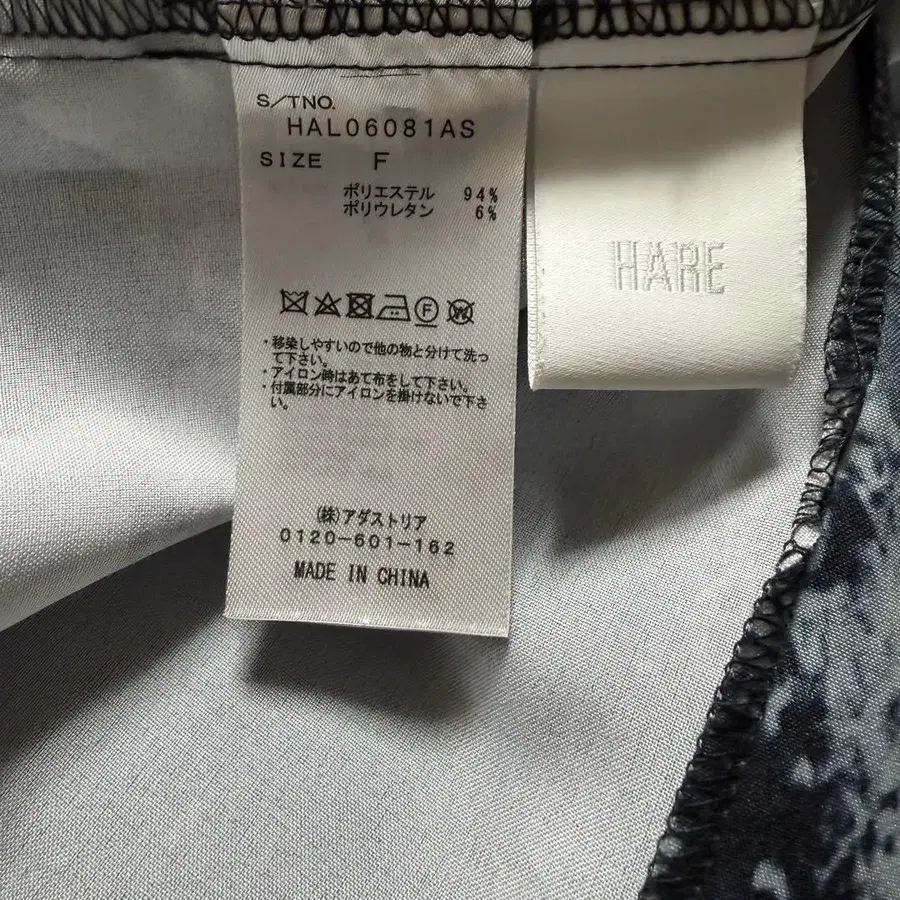 S/TNO.
HAL06081AS
SIZE F
ポリエステル 94%
ポリウレタン 6%
F
W
・移染しやすいので他の物と分けて洗っ
て下さい。
・アイロン時はあて布をして下さい。
・付属部分にアイロンを掛けないで下さ
い。
(株)アダストリア
0120-601-162
MADE IN CHINA
HARE